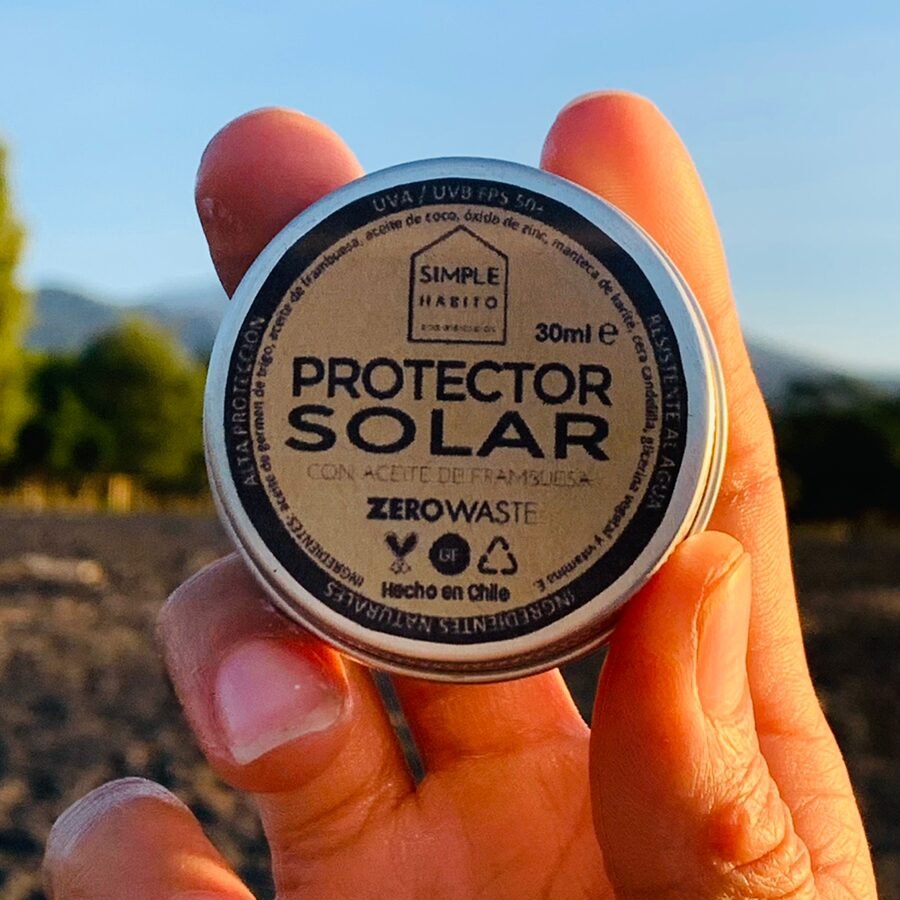 UVA / UVB FPS 50+
ALTA PROTECCIÓN
RESISTENTE AL AGUA
INGREDIENTES NATURALES
INGREDIENTES: aceite de germen de trigo, aceite de frambuesa, aceite de coco, óxido de zinc, manteca de karité, cera candelilla, glicerina vegetal y vitamina E
SIMPLE
HÁBITO
30ml e
PROTECTOR
SOLAR
CON ACEITE DE FRAMBUESA
ZEROWASTE
GF
Hecho en Chile